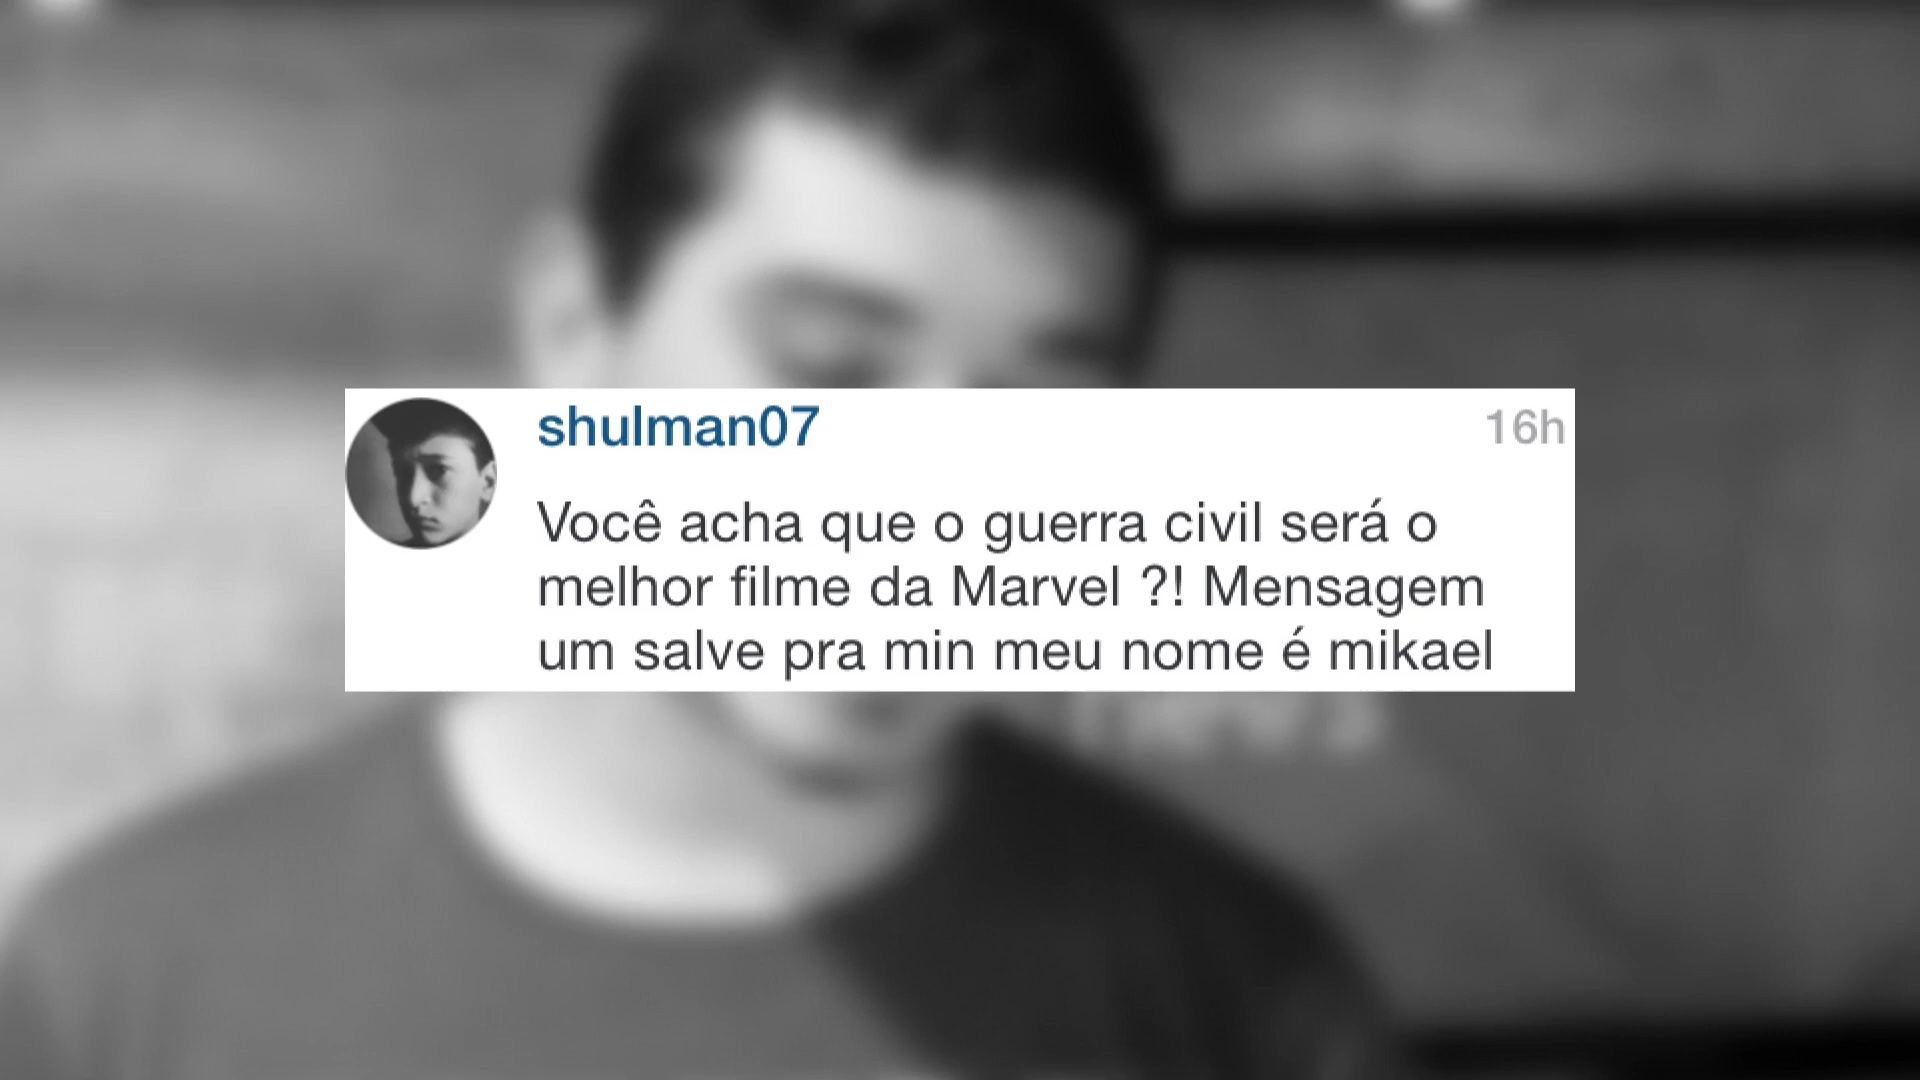 shulman07 16h
Você acha que o guerra civil será o
melhor filme da Marvel ?! Mensagem
um salve pra min meu nome é mikael